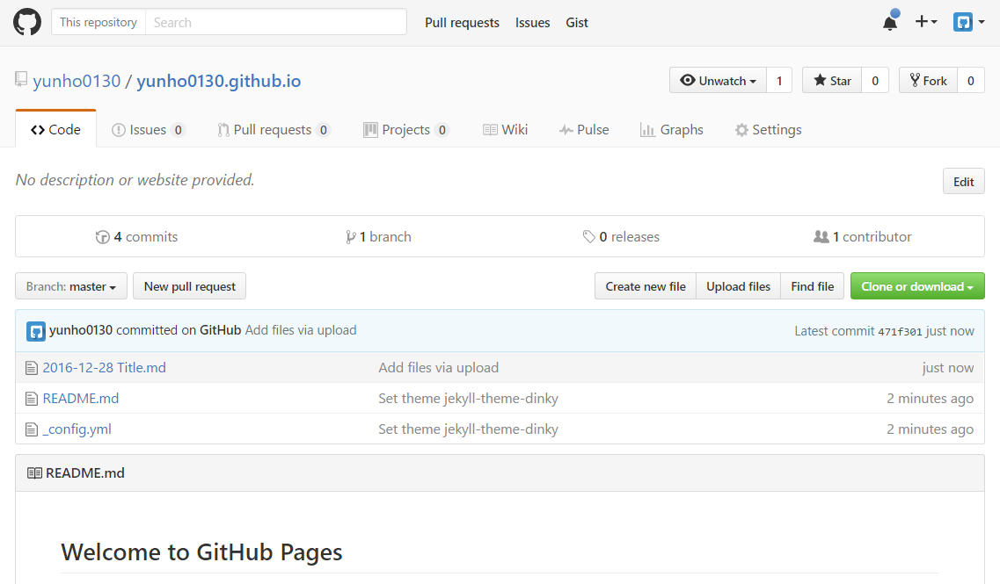 This repository Search Pull requests Issues Gist
yunho0130 / yunho0130.github.io Unwatch 1 Star 0 Fork 0
Code Issues 0 Pull requests 0 Projects 0 Wiki Pulse Graphs Settings
No description or website provided. Edit
4 commits 1 branch 0 releases 1 contributor
Branch: master New pull request Create new file Upload files Find file Clone or download
yunho0130 committed on GitHub Add files via upload Latest commit 471f301 just now
2016-12-28 Title.md Add files via upload just now
README.md Set theme jekyll-theme-dinky 2 minutes ago
_config.yml Set theme jekyll-theme-dinky 2 minutes ago
README.md
Welcome to GitHub Pages